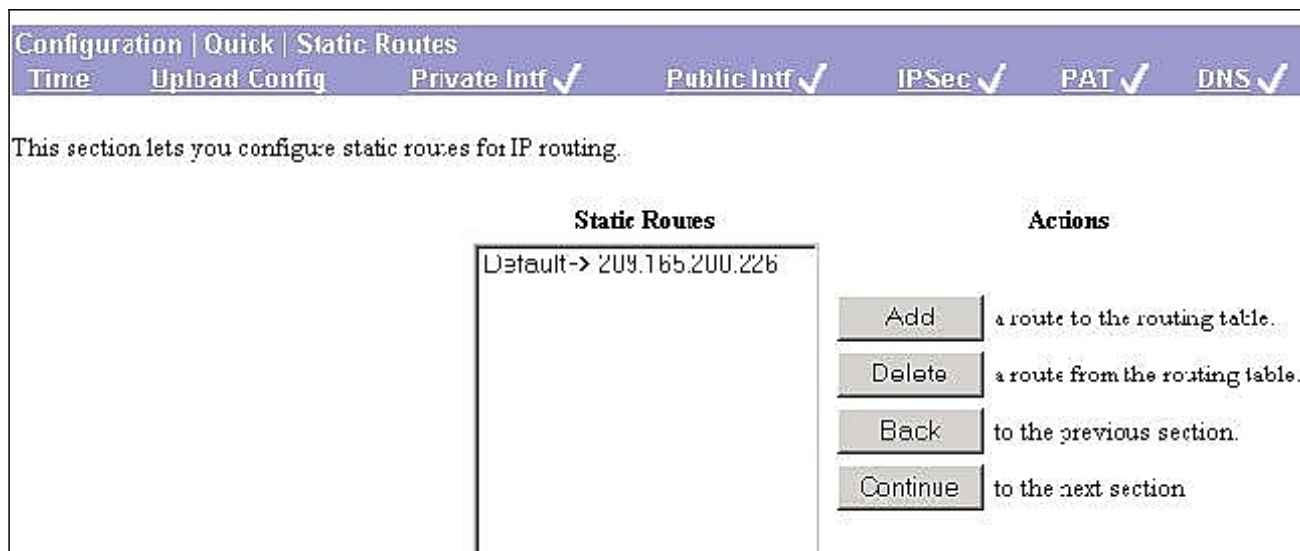 Configuration | Quick | Static Routes
Time Upload Config Private Intf ✓ Public Intf ✓ IPSec ✓ PAT ✓ DNS ✓
This section lets you configure static routes for IP routing.
Static Routes Actions
Default-> 209.165.200.226
Add a route to the routing table.
Delete a route from the routing table.
Back to the previous section.
Continue to the next section